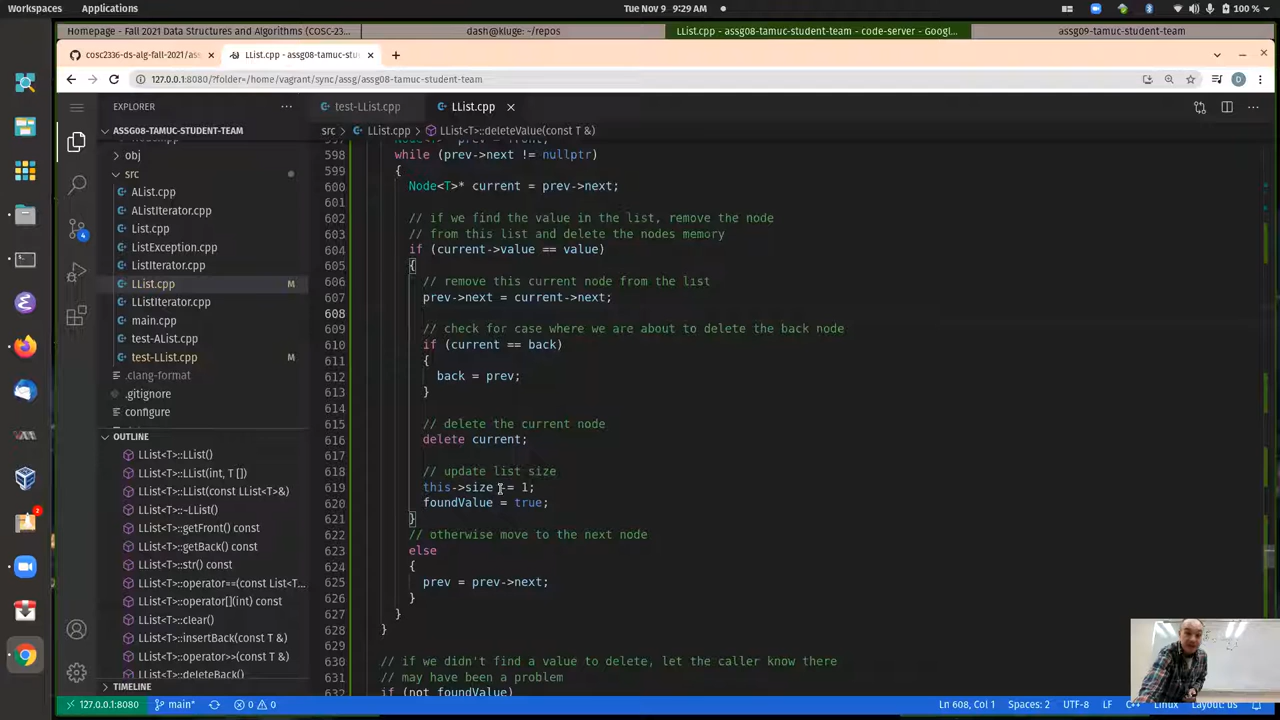 Workspaces Applications Tue Nov 9 9:29 AM 100 %
Homepage - Fall 2021 Data Structures and Algorithms (COSC-23... dash@kluge: ~/repos LList.cpp - assg08-tamuc-student-team - code-server - Googl... assg09-tamuc-student-team
cosc2336-ds-alg-fall-2021/as LList.cpp - assg08-tamuc-stu
127.0.0.1:8080/?folder=/home/vagrant/sync/assg/assg08-tamuc-student-team
EXPLORER
test-LList.cpp LList.cpp
ASSG08-TAMUC-STUDENT-TEAM
src > LList.cpp > LList<T>::deleteValue(const T &)
obj
src
AList.cpp
AListIterator.cpp
List.cpp
ListException.cpp
ListIterator.cpp
LList.cpp M
LListIterator.cpp
main.cpp
test-AList.cpp
test-LList.cpp M
.clang-format
.gitignore
configure
OUTLINE
LList<T>::LList()
LList<T>::LList(int, T [])
LList<T>::LList(const LList<T>&)
LList<T>::~LList()
LList<T>::getFront() const
LList<T>::getBack() const
LList<T>::str() const
LList<T>::operator==(const List<T...
LList<T>::operator[](int) const
LList<T>::clear()
LList<T>::insertBack(const T &)
LList<T>::operator>>(const T &)
LList<T>::deleteBack()
TIMELINE
4
2
598 while (prev->next != nullptr)
599 {
600 Node<T>* current = prev->next;
601
602 // if we find the value in the list, remove the node
603 // from this list and delete the nodes memory
604 if (current->value == value)
605 {
606 // remove this current node from the list
607 prev->next = current->next;
608
609 // check for case where we are about to delete the back node
610 if (current == back)
611 {
612 back = prev;
613 }
614
615 // delete the current node
616 delete current;
617
618 // update list size
619 this->size -= 1;
620 foundValue = true;
621 }
622 // otherwise move to the next node
623 else
624 {
625 prev = prev->next;
626 }
627 }
628 }
629
630 // if we didn't find a value to delete, let the caller know there
631 // may have been a problem
632 if (not foundValue)
127.0.0.1:8080 main* 0 0 Ln 608, Col 1 Spaces: 2 UTF-8 LF C++ Linux Layout: us